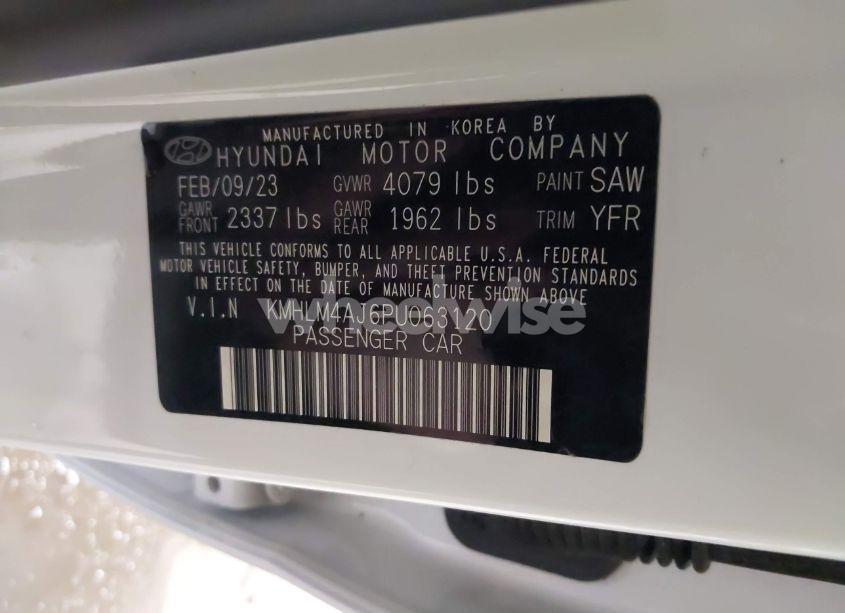 MANUFACTURED IN KOREA BY
HYUNDAI MOTOR COMPANY
FEB/09/23 GVWR 4079 lbs PAINT SAW
GAWR FRONT 2337 lbs GAWR REAR 1962 lbs TRIM YFR
THIS VEHICLE CONFORMS TO ALL APPLICABLE U.S.A. FEDERAL
MOTOR VEHICLE SAFETY, BUMPER, AND THEFT PREVENTION STANDARDS
IN EFFECT ON THE DATE OF MANUFACTURE SHOWN ABOVE
V.I.N KMHLM4AJ6PU063120
wheelwise
PASSENGER CAR